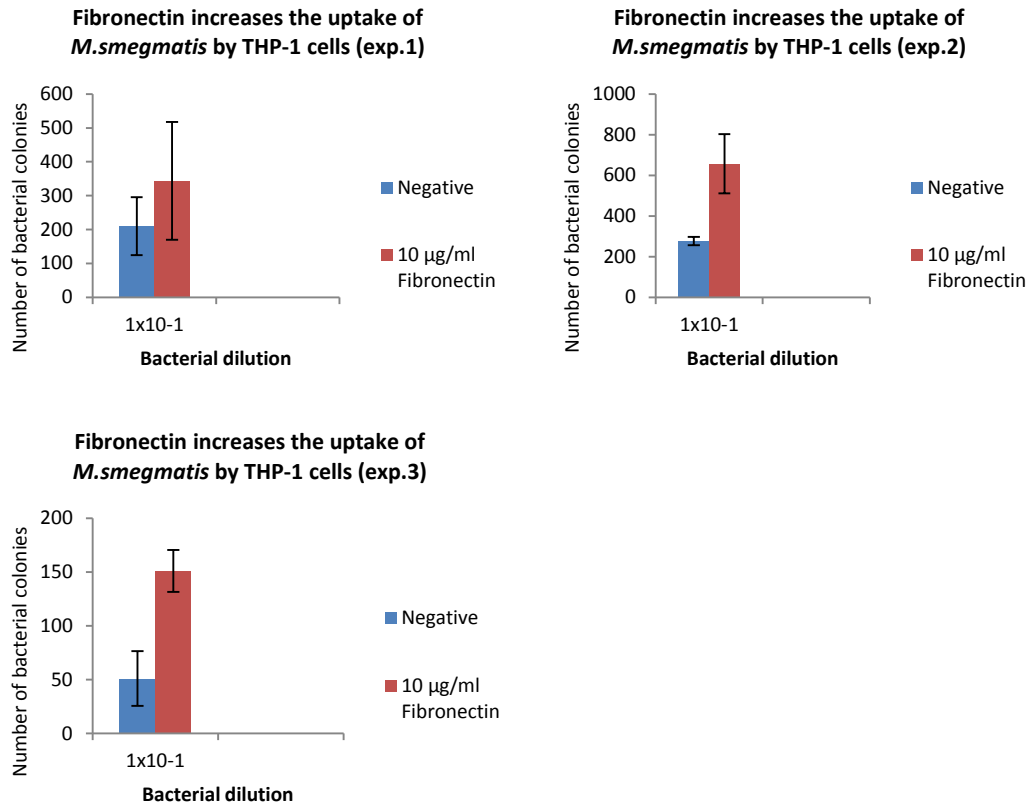 Fibronectin increases the uptake of
M.smegmatis by THP-1 cells (exp.1)
Number of bacterial colonies
600
500
400
300
200
100
0
1x10-1
Bacterial dilution
Negative
10 µg/ml
Fibronectin
Fibronectin increases the uptake of
M.smegmatis by THP-1 cells (exp.2)
Number of bacterial colonies
1000
800
600
400
200
0
1x10-1
Bacterial dilution
Negative
10 µg/ml
Fibronectin
Fibronectin increases the uptake of
M.smegmatis by THP-1 cells (exp.3)
Number of bacterial colonies
200
150
100
50
0
1x10-1
Bacterial dilution
Negative
10 µg/ml
Fibronectin